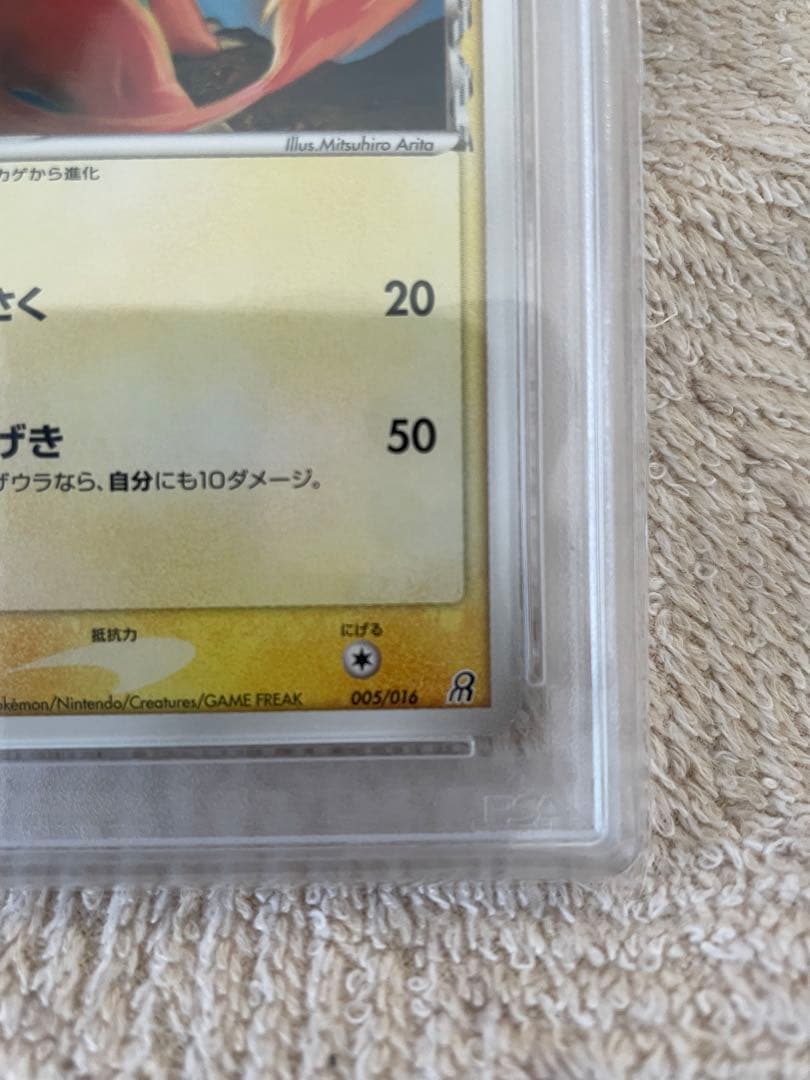 Illus.Mitsuhiro Arita
カゲから進化
さく 20
げき 50
ザウラなら、自分にも10ダメージ。
抵抗力 にげる
okémon/Nintendo/Creatures/GAME FREAK 005/016
PSA